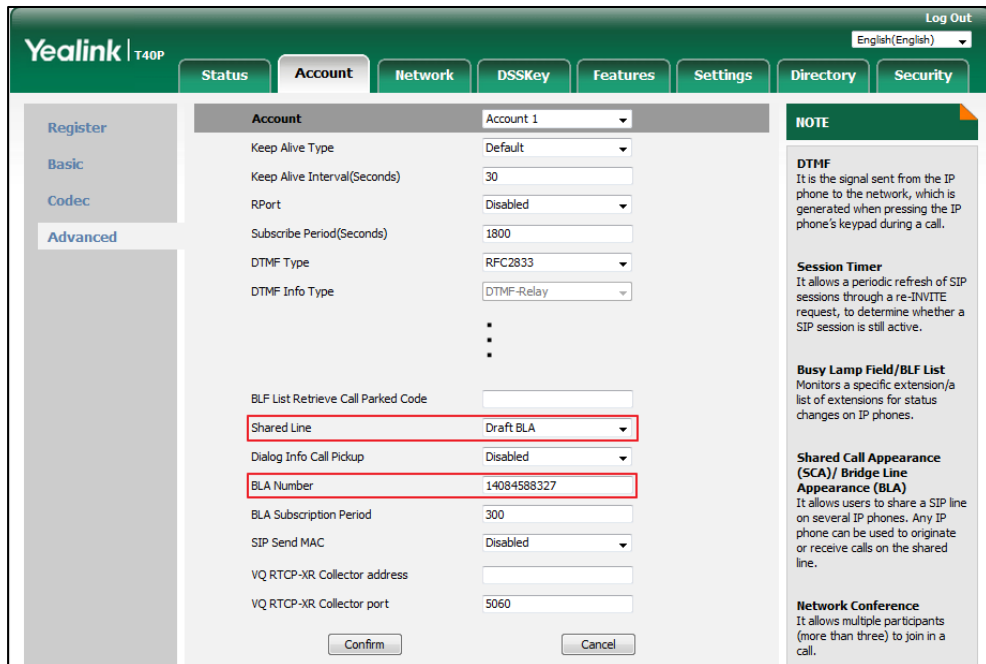 Log Out
Yealink | T40P
English(English)
Status Account Network DSSKey Features Settings Directory Security
Register
Basic
Codec
Advanced
Account Account 1
Keep Alive Type Default
Keep Alive Interval(Seconds) 30
RPort Disabled
Subscribe Period(Seconds) 1800
DTMF Type RFC2833
DTMF Info Type DTMF-Relay
BLF List Retrieve Call Parked Code
Shared Line Draft BLA
Dialog Info Call Pickup Disabled
BLA Number 14084588327
BLA Subscription Period 300
SIP Send MAC Disabled
VQ RTCP-XR Collector address
VQ RTCP-XR Collector port 5060
Confirm Cancel
NOTE
DTMF
It is the signal sent from the IP
phone to the network, which is
generated when pressing the IP
phone's keypad during a call.
Session Timer
It allows a periodic refresh of SIP
sessions through a re-INVITE
request, to determine whether a
SIP session is still active.
Busy Lamp Field/BLF List
Monitors a specific extension/a
list of extensions for status
changes on IP phones.
Shared Call Appearance
(SCA)/ Bridge Line
Appearance (BLA)
It allows users to share a SIP line
on several IP phones. Any IP
phone can be used to originate
or receive calls on the shared
line.
Network Conference
It allows multiple participants
(more than three) to join in a
call.